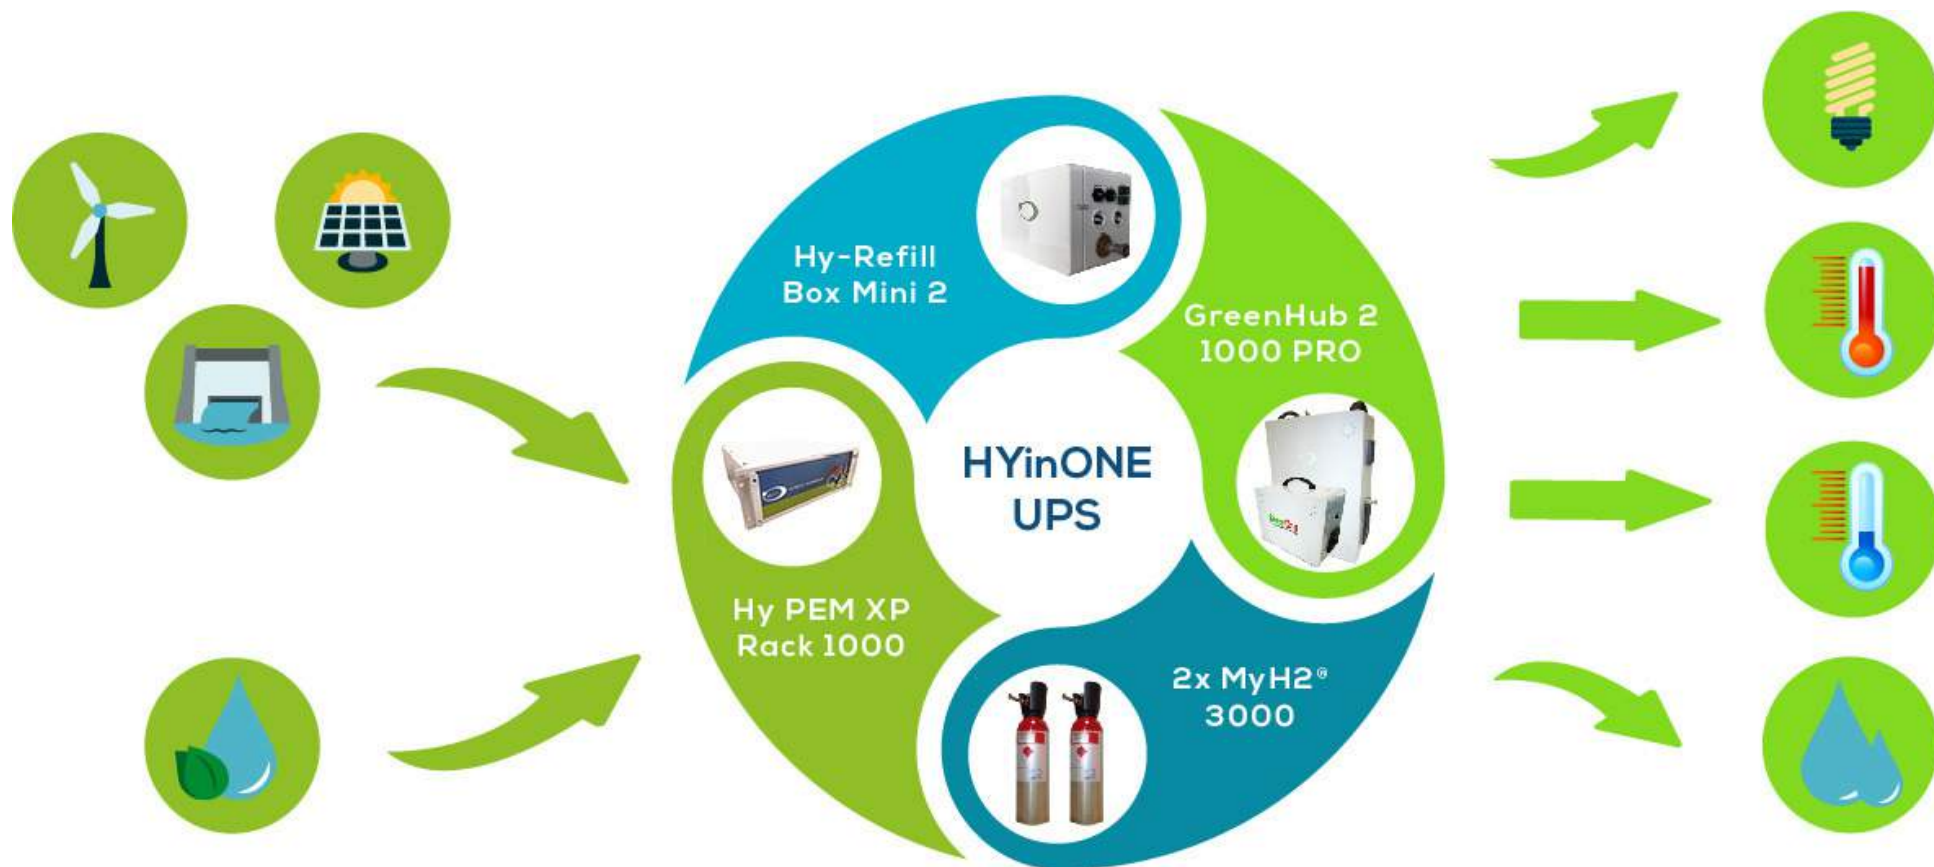 Hy-Refill
Box Mini 2
GreenHub 2
1000 PRO
HYinONE
UPS
Hy PEM XP
Rack 1000
2x MyH2®
3000